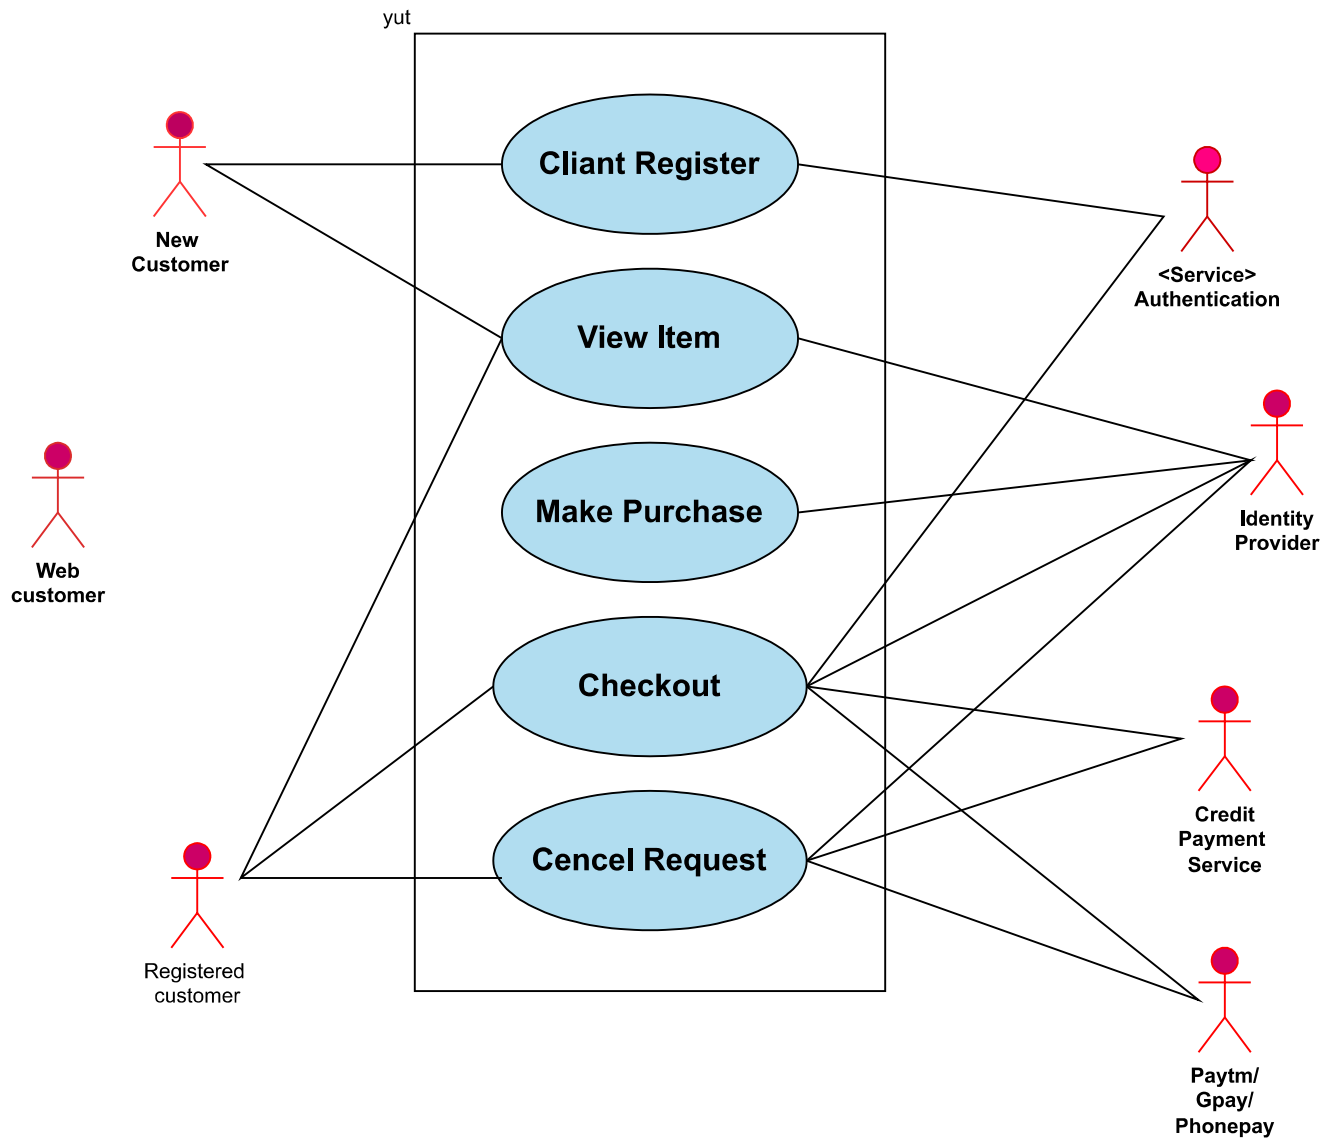 yut
Cliant Register
New
Customer
<Service>
Authentication
View Item
Web
customer
Make Purchase
Identity
Provider
Checkout
Credit
Payment
Service
Cencel Request
Registered
customer
Paytm/
Gpay/
Phonepay